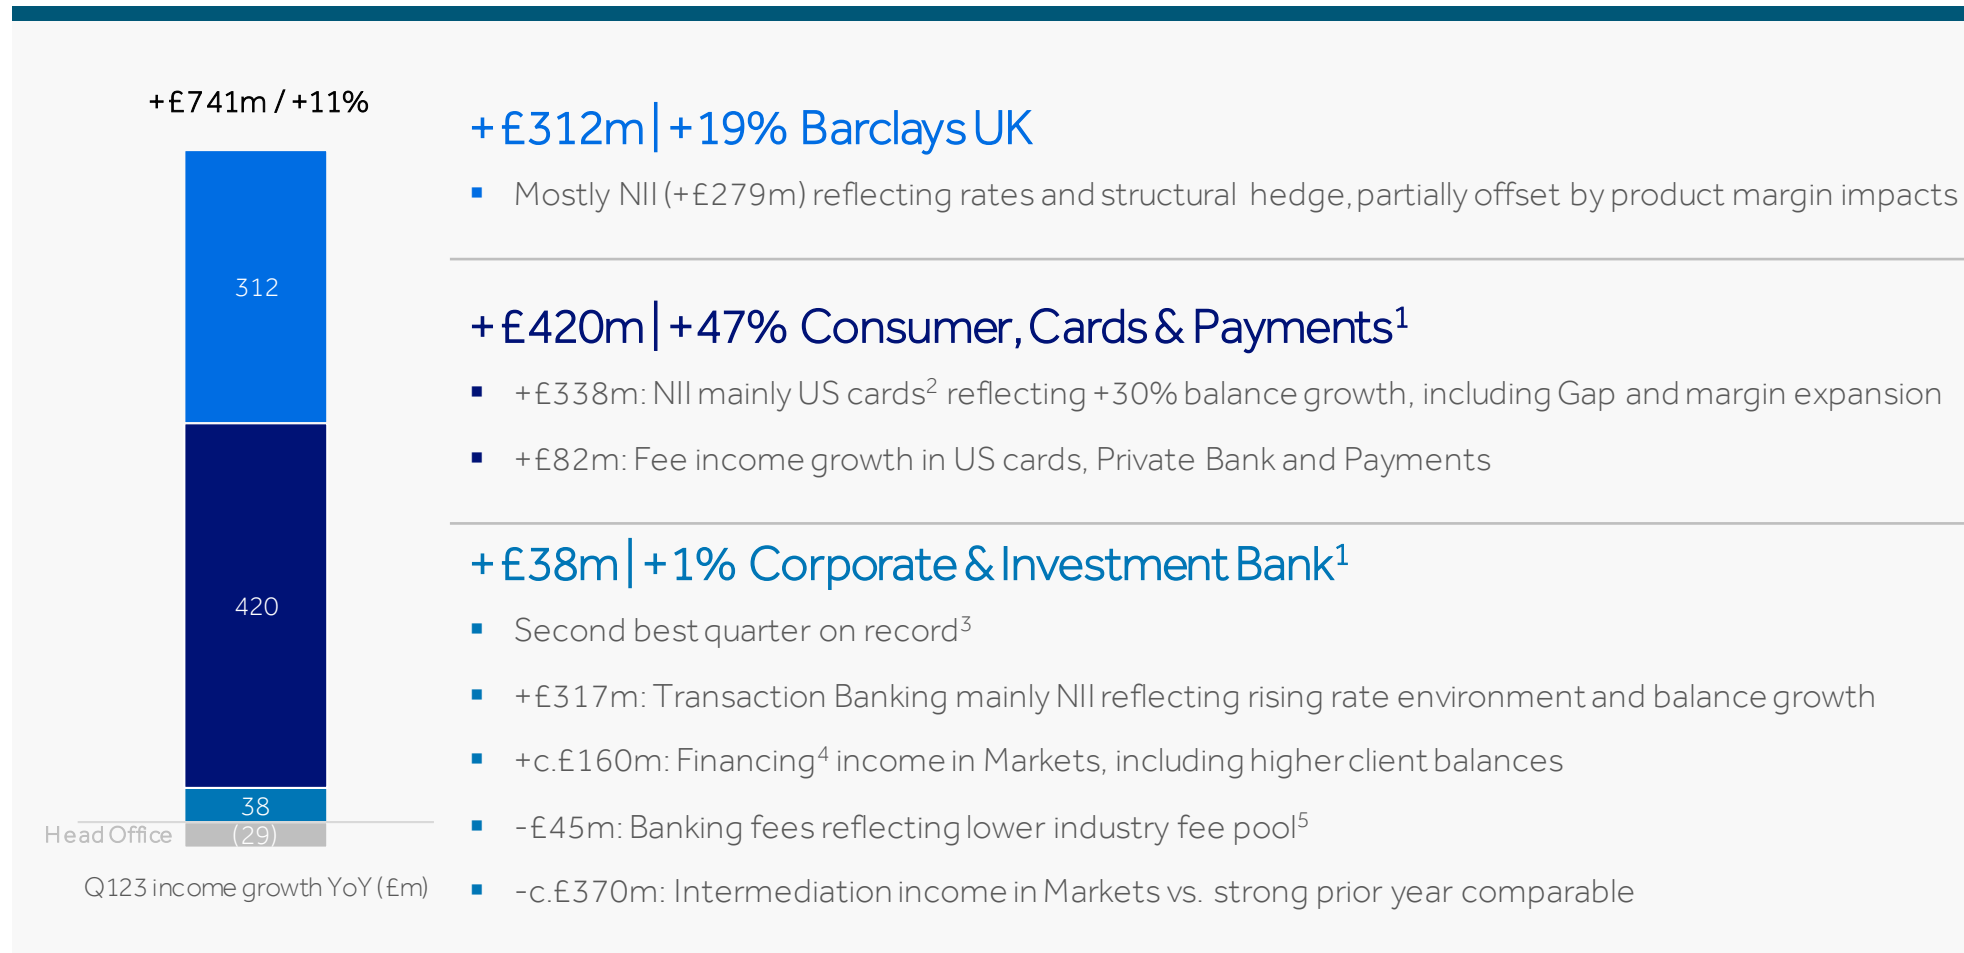 +£741m / +11%
312
420
38
Head Office (29)
Q123 income growth YoY (£m)
+£312m | +19% Barclays UK
▪ Mostly NII (+£279m) reflecting rates and structural hedge, partially offset by product margin impacts
+£420m | +47% Consumer, Cards & Payments¹
▪ +£338m: NII mainly US cards² reflecting +30% balance growth, including Gap and margin expansion
▪ +£82m: Fee income growth in US cards, Private Bank and Payments
+£38m | +1% Corporate & Investment Bank¹
▪ Second best quarter on record³
▪ +£317m: Transaction Banking mainly NII reflecting rising rate environment and balance growth
▪ +c.£160m: Financing⁴ income in Markets, including higher client balances
▪ -£45m: Banking fees reflecting lower industry fee pool⁵
▪ -c.£370m: Intermediation income in Markets vs. strong prior year comparable